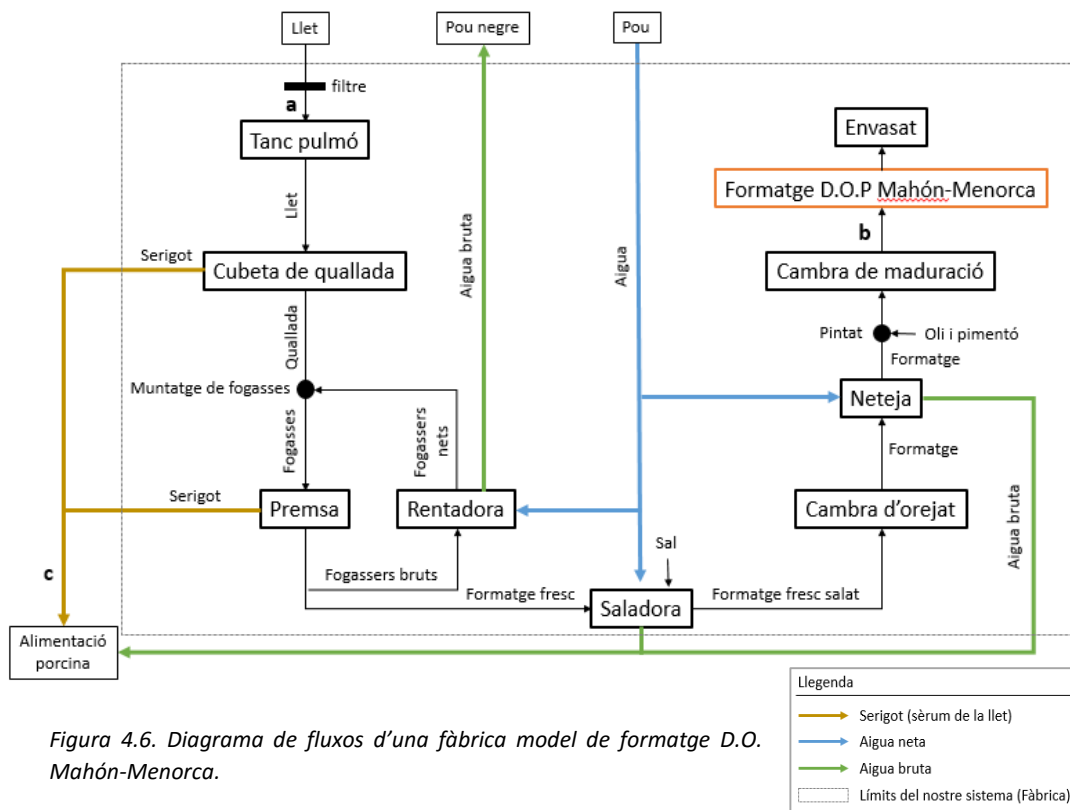 Llet
Pou negre
Pou
filtre
a
Tanc pulmó
Envasat
Formatge D.O.P Mahón-Menorca
Llet
Aigua bruta
Aigua
b
Serigot
Cubeta de quallada
Cambra de maduració
Quallada
Pintat
Oli i pimentó
Formatge
Muntatge de fogasses
Neteja
Fogasses
Fogassers
nets
Formatge
Serigot
Premsa
Rentadora
Cambra d'orejat
Aigua bruta
Sal
c
Fogassers bruts
Formatge fresc
Saladora
Formatge fresc salat
Alimentació
porcina
Llegenda
Serigot (sèrum de la llet)
Aigua neta
Aigua bruta
Límits del nostre sistema (Fàbrica)
Figura 4.6. Diagrama de fluxos d'una fàbrica model de formatge D.O.
Mahón-Menorca.